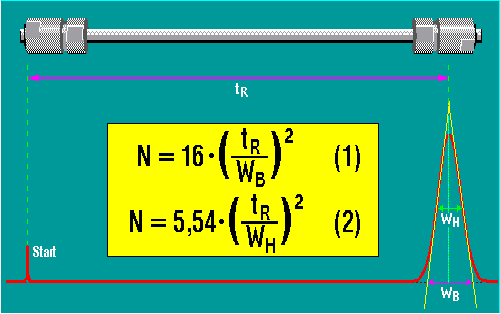 tR
N = 16·(tR/WB)² (1)
N = 5,54·(tR/WH)² (2)
WH
Start
WB